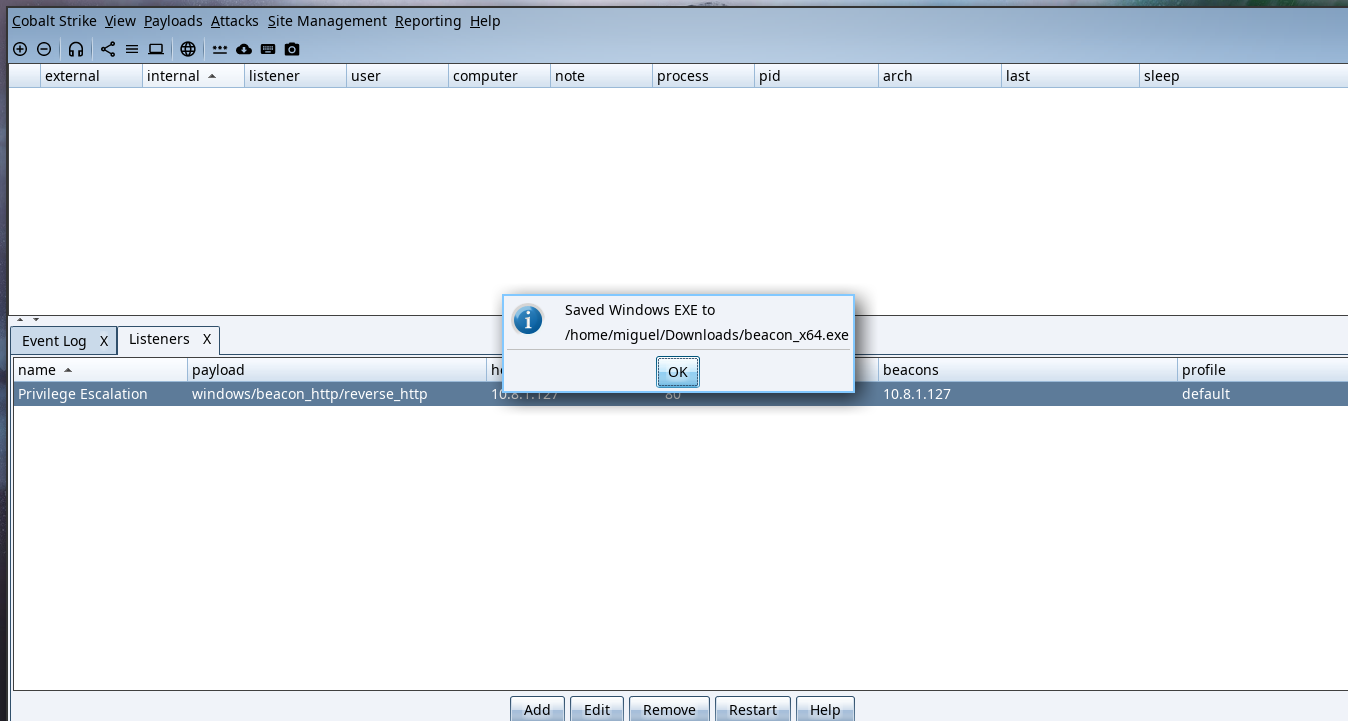 Cobalt Strike View Payloads Attacks Site Management Reporting Help
external internal listener user computer note process pid arch last sleep
Saved Windows EXE to
/home/miguel/Downloads/beacon_x64.exe
OK
Event Log X Listeners X
name payload beacons profile
Privilege Escalation windows/beacon_http/reverse_http 10.8.1.127 80 10.8.1.127 default
Add Edit Remove Restart Help